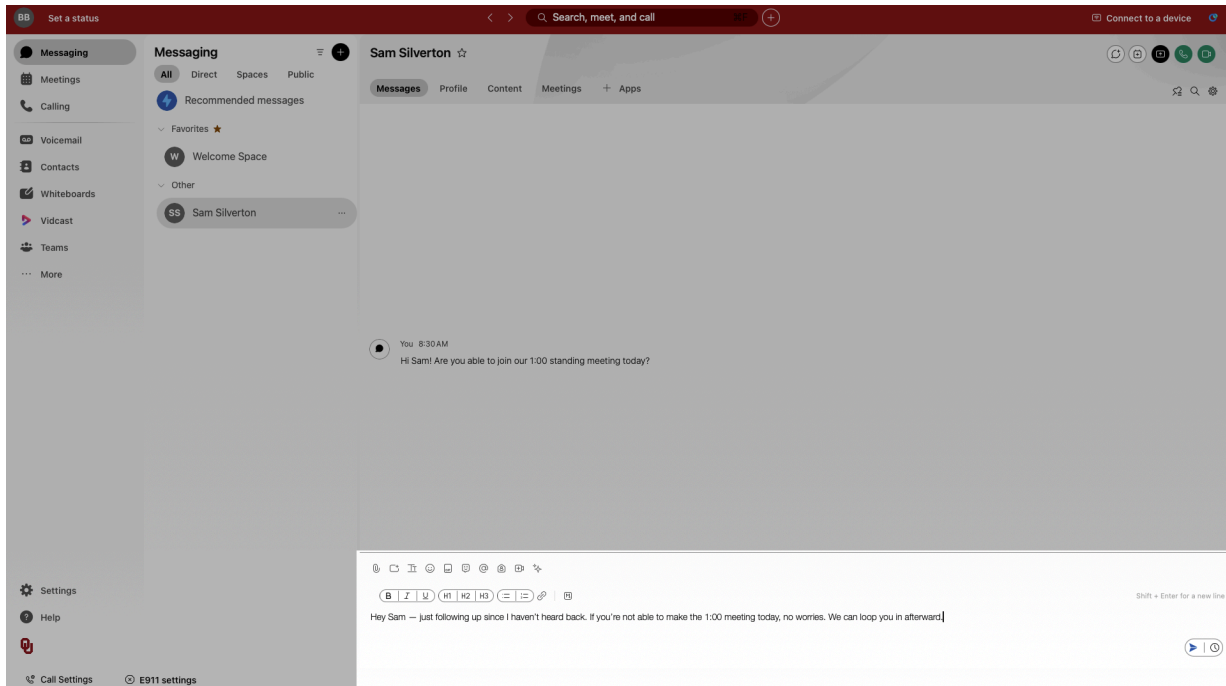 BB Set a status
Search, meet, and call
Connect to a device
Messaging
Meetings
Calling
Voicemail
Contacts
Whiteboards
Vidcast
Teams
More
Settings
Help
Call Settings
E911 settings
Messaging
All Direct Spaces Public
Recommended messages
Favorites
W Welcome Space
Other
SS Sam Silverton
Sam Silverton
Messages Profile Content Meetings + Apps
You 8:30 AM
Hi Sam! Are you able to join our 1:00 standing meeting today?
B I U H1 H2 H3
Shift + Enter for a new line
Hey Sam — just following up since I haven't heard back. If you're not able to make the 1:00 meeting today, no worries. We can loop you in afterward.